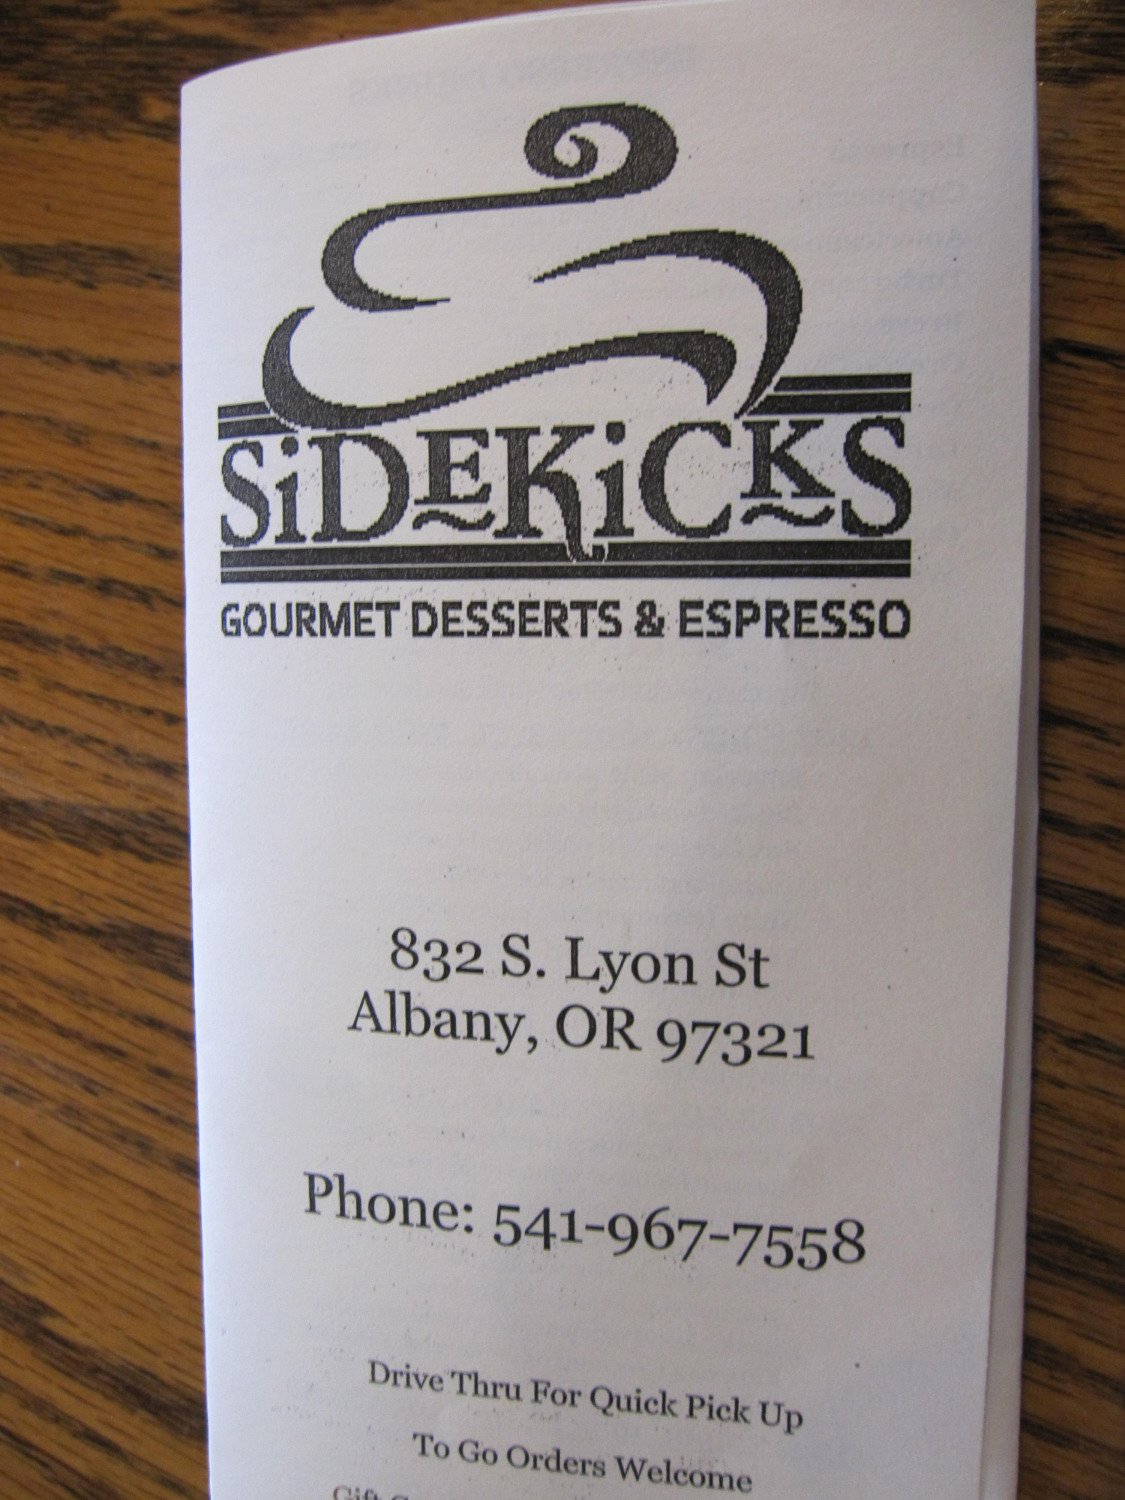 SiDEKiCKS
GOURMET DESSERTS & ESPRESSO
832 S. Lyon St
Albany, OR 97321
Phone: 541-967-7558
Drive Thru For Quick Pick Up
To Go Orders Welcome
Gift